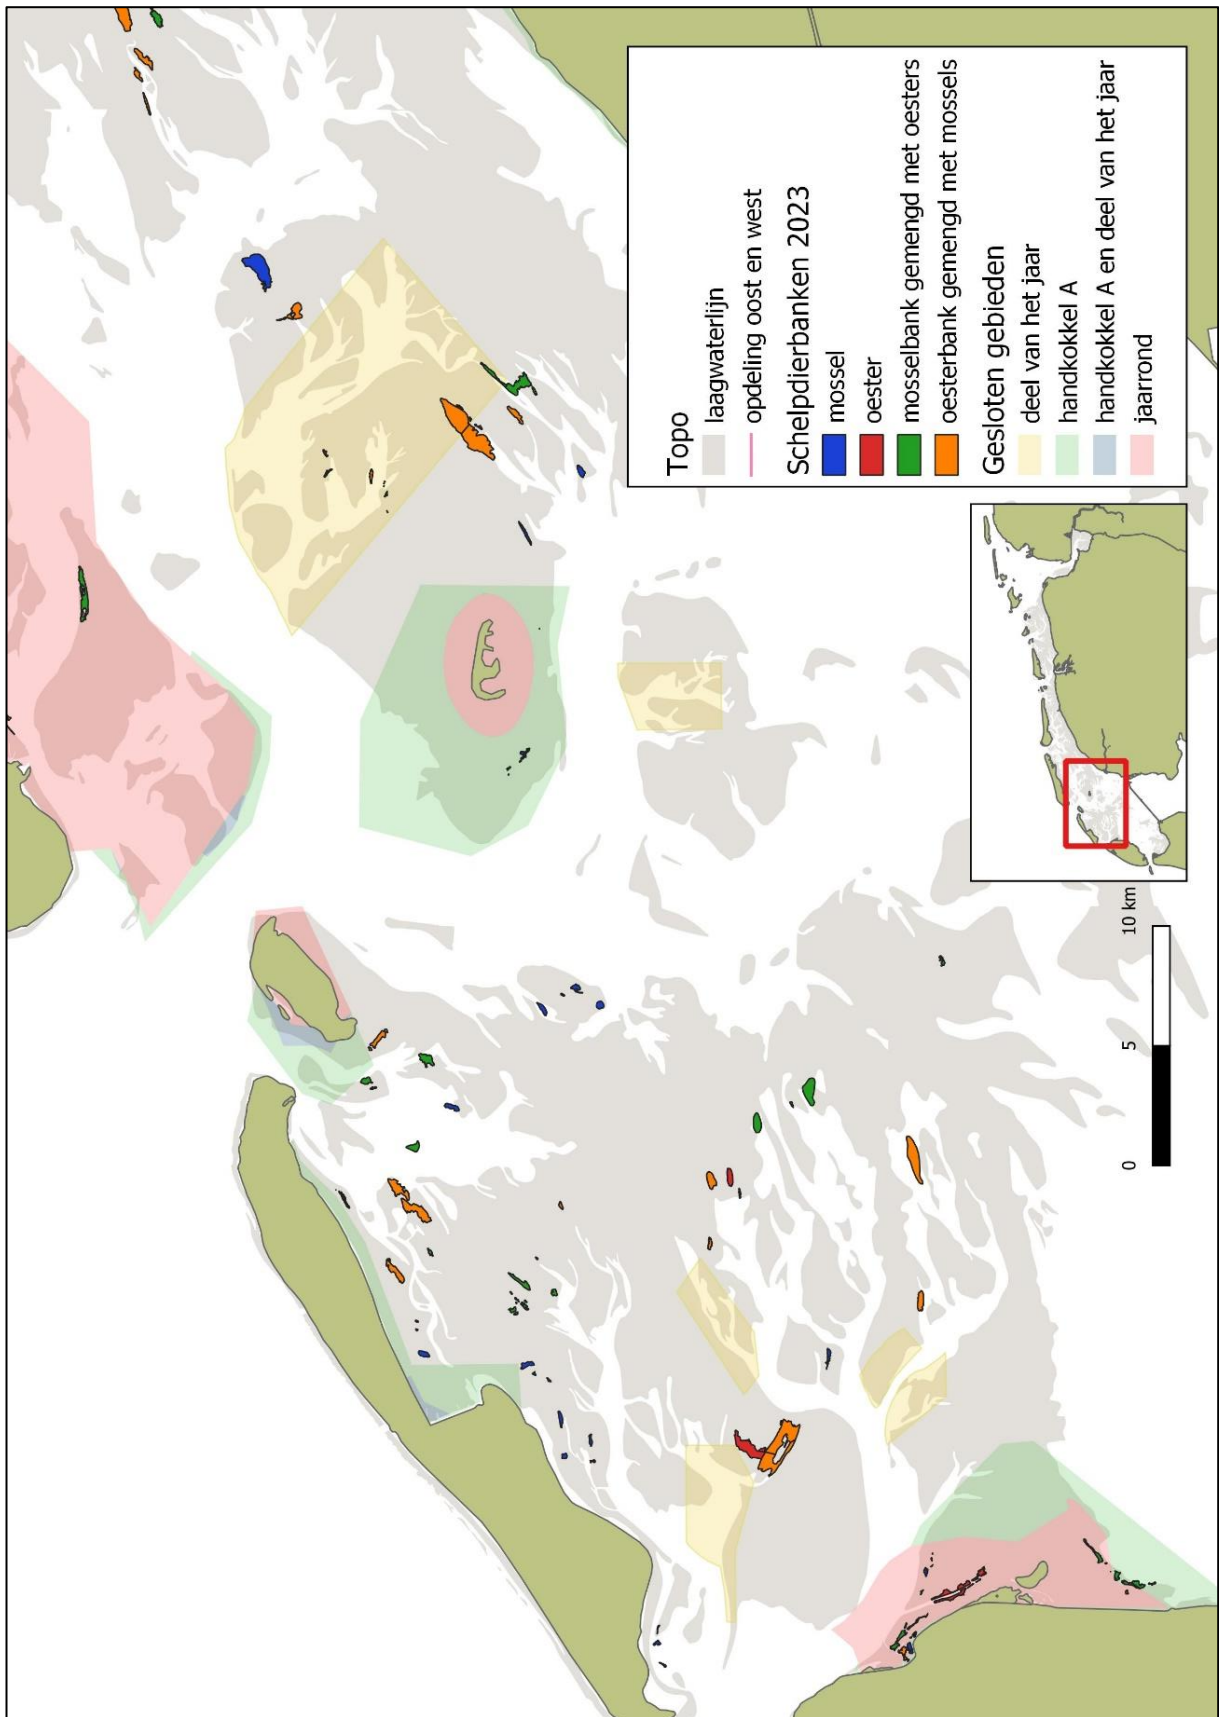 Topo
laagwaterlijn
opdeling oost en west
Schelpdierbanken 2023
mossel
oester
mosselbank gemengd met oesters
oesterbank gemengd met mossels
Gesloten gebieden
deel van het jaar
handkokkel A
handkokkel A en deel van het jaar
jaarrond
0 5 10 km